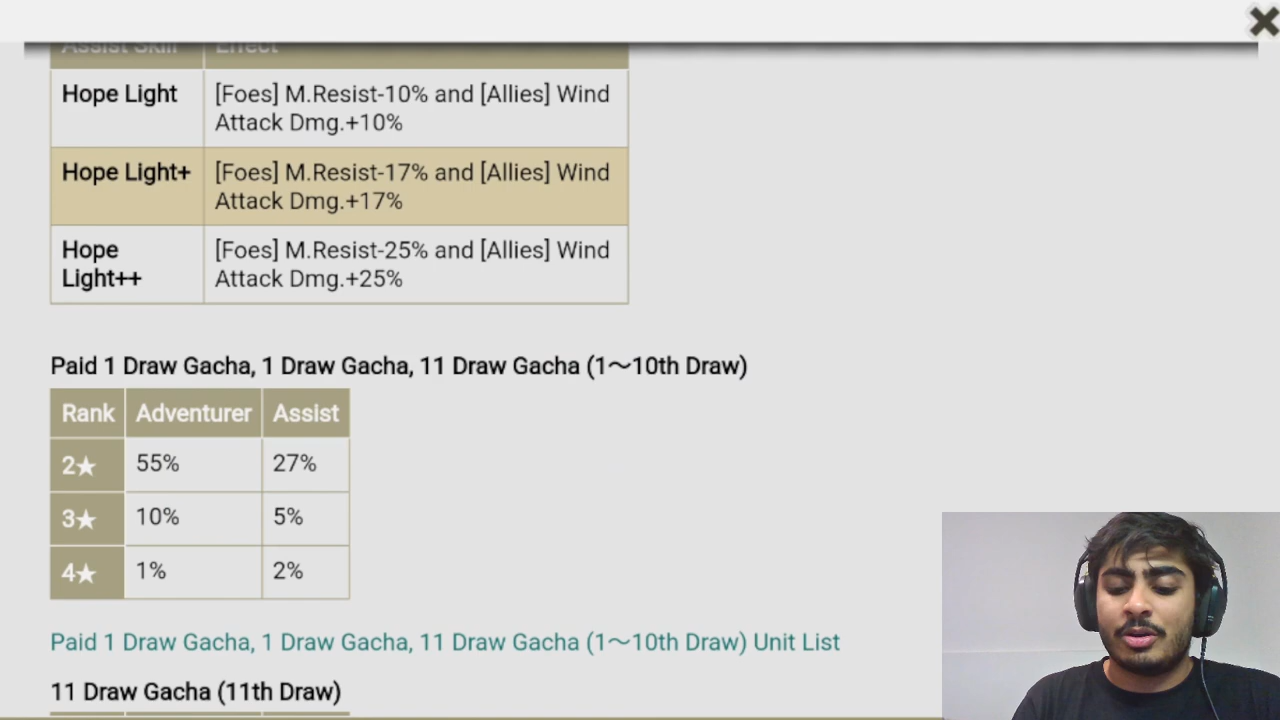 Assist Skill Effect
Hope Light [Foes] M.Resist-10% and [Allies] Wind
Attack Dmg.+10%
Hope Light+ [Foes] M.Resist-17% and [Allies] Wind
Attack Dmg.+17%
Hope [Foes] M.Resist-25% and [Allies] Wind
Light++ Attack Dmg.+25%
Paid 1 Draw Gacha, 1 Draw Gacha, 11 Draw Gacha (1〜10th Draw)
Rank Adventurer Assist
2★ 55% 27%
3★ 10% 5%
4★ 1% 2%
Paid 1 Draw Gacha, 1 Draw Gacha, 11 Draw Gacha (1〜10th Draw) Unit List
11 Draw Gacha (11th Draw)